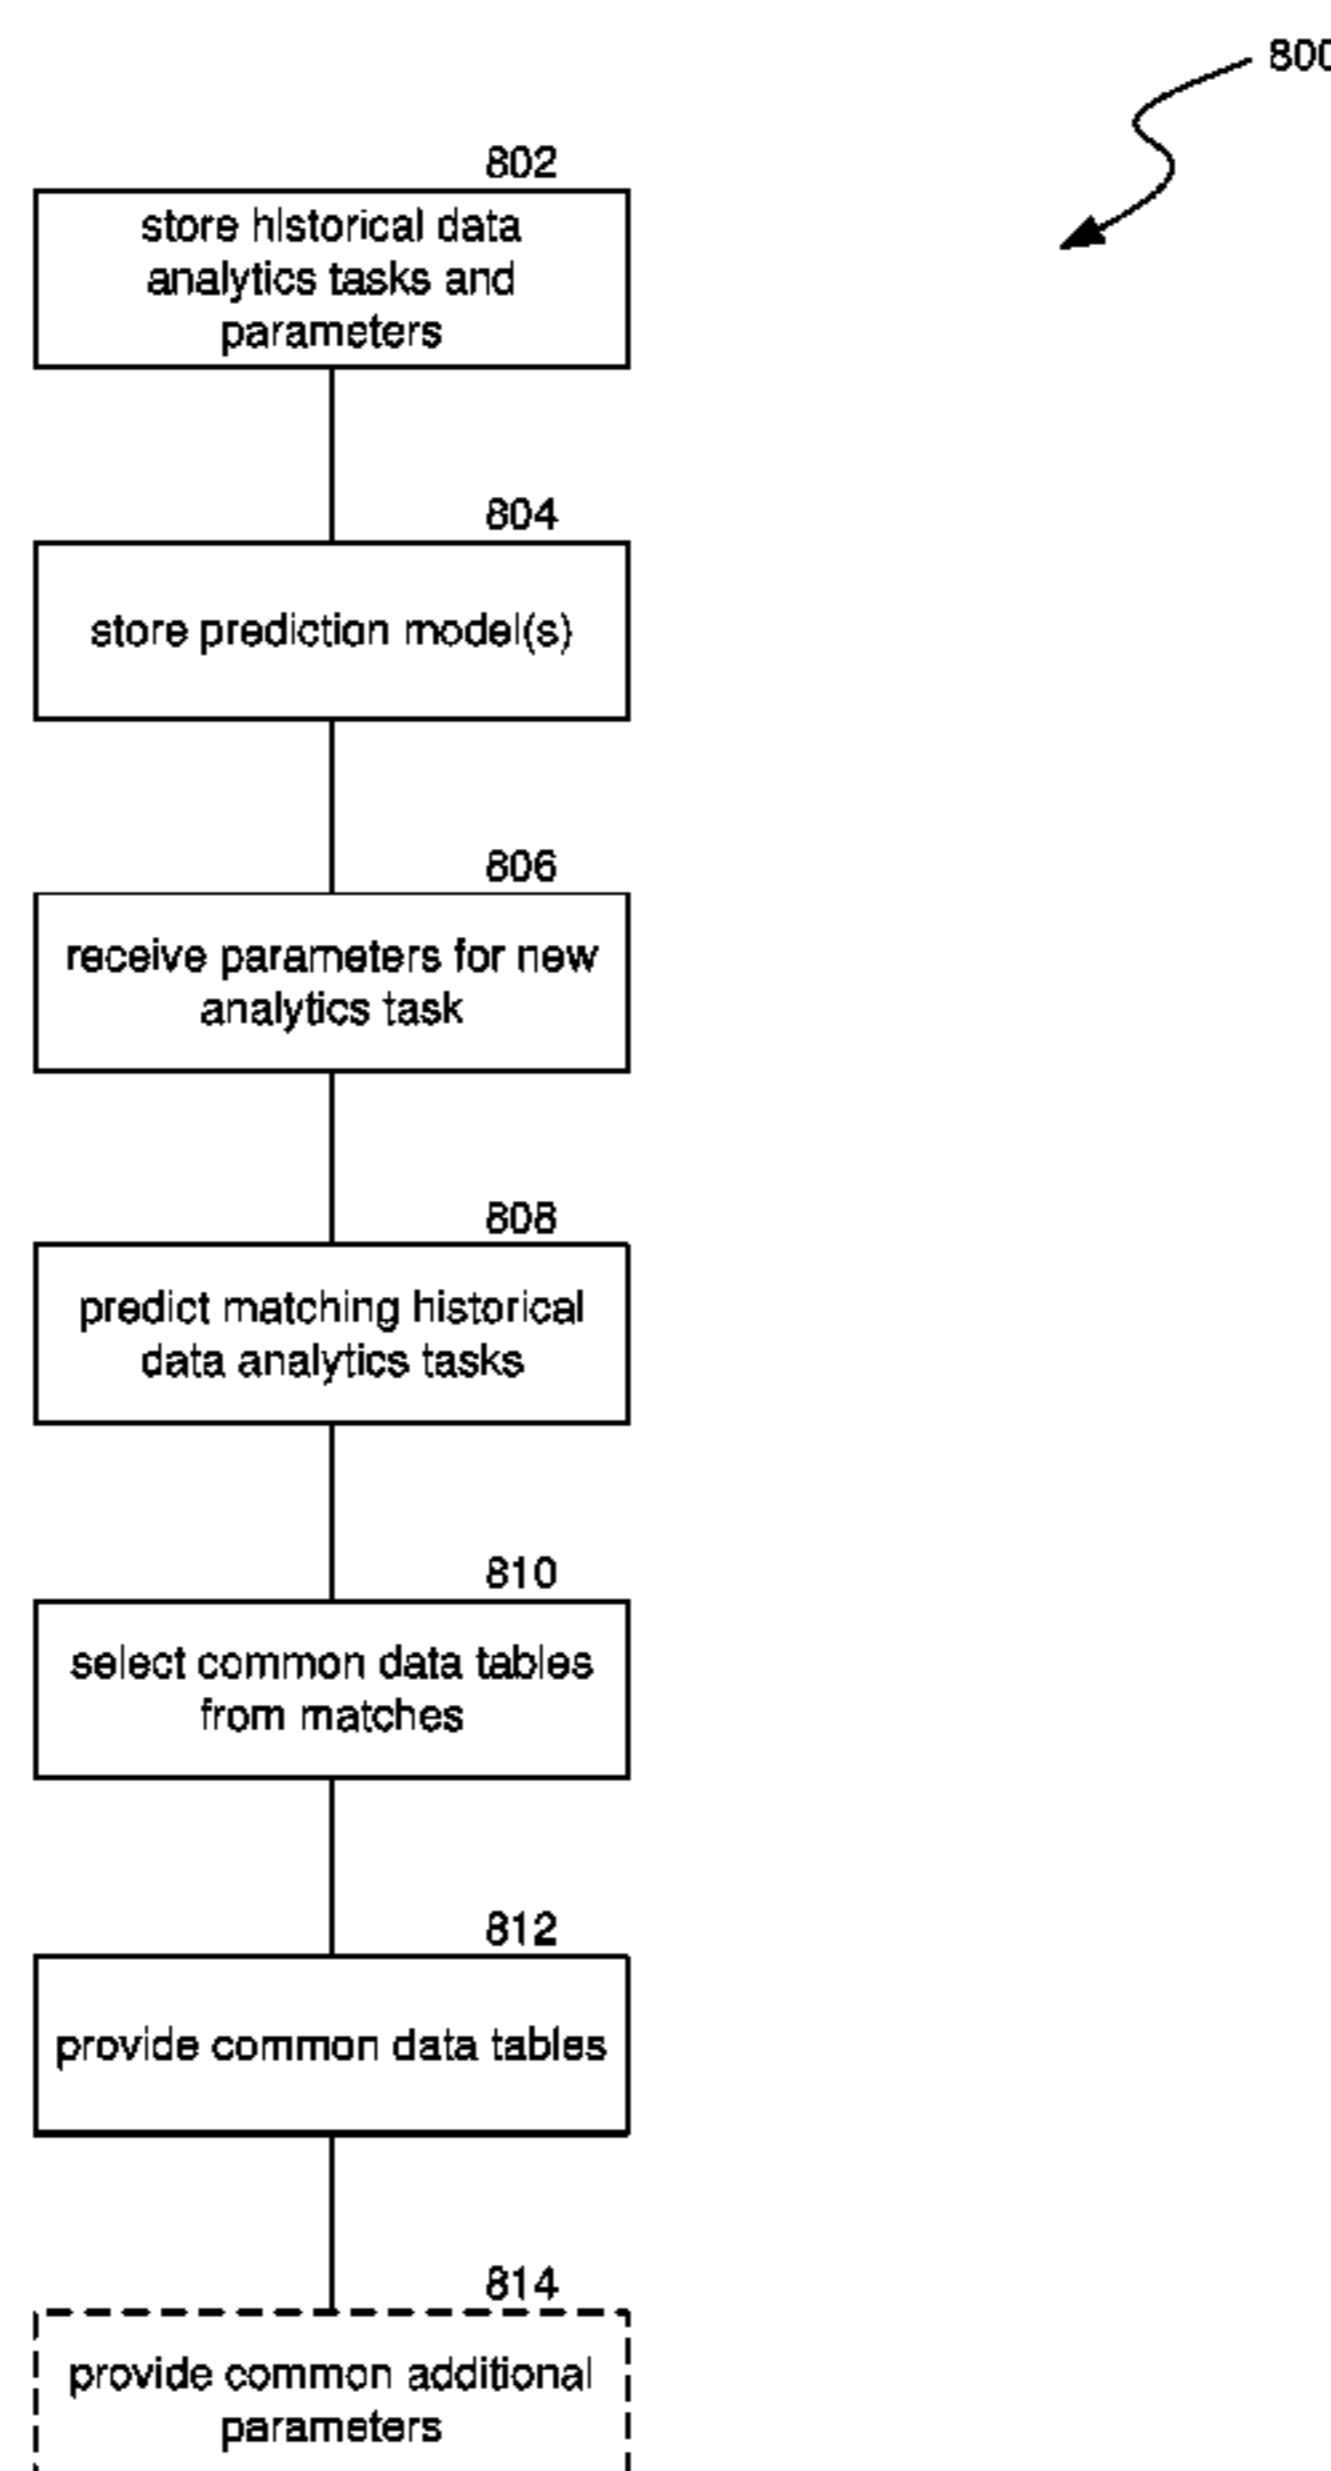 800
802
store historical data
analytics tasks and
parameters
804
store prediction model(s)
806
receive parameters for new
analytics task
808
predict matching historical
data analytics tasks
810
select common data tables
from matches
812
provide common data tables
814
provide common additional
parameters